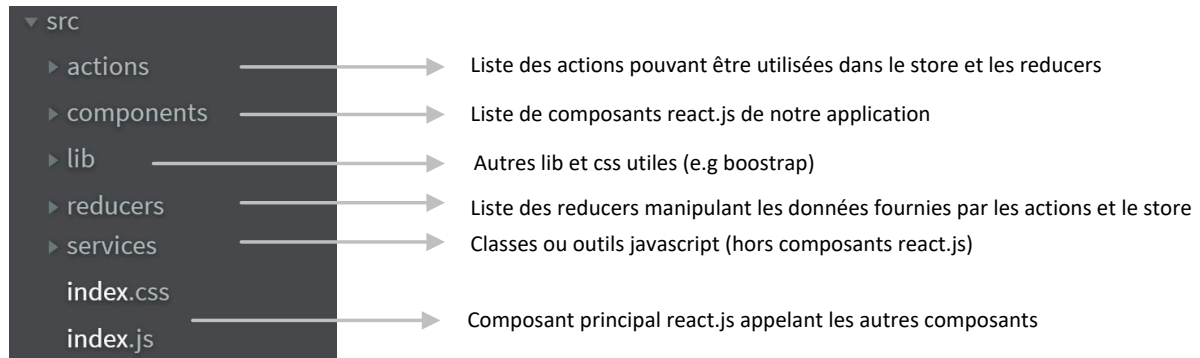 src
actions
Liste des actions pouvant être utilisées dans le store et les reducers
components
Liste de composants react.js de notre application
lib
Autres lib et css utiles (e.g boostrap)
reducers
Liste des reducers manipulant les données fournies par les actions et le store
services
Classes ou outils javascript (hors composants react.js)
index.css
index.js
Composant principal react.js appelant les autres composants